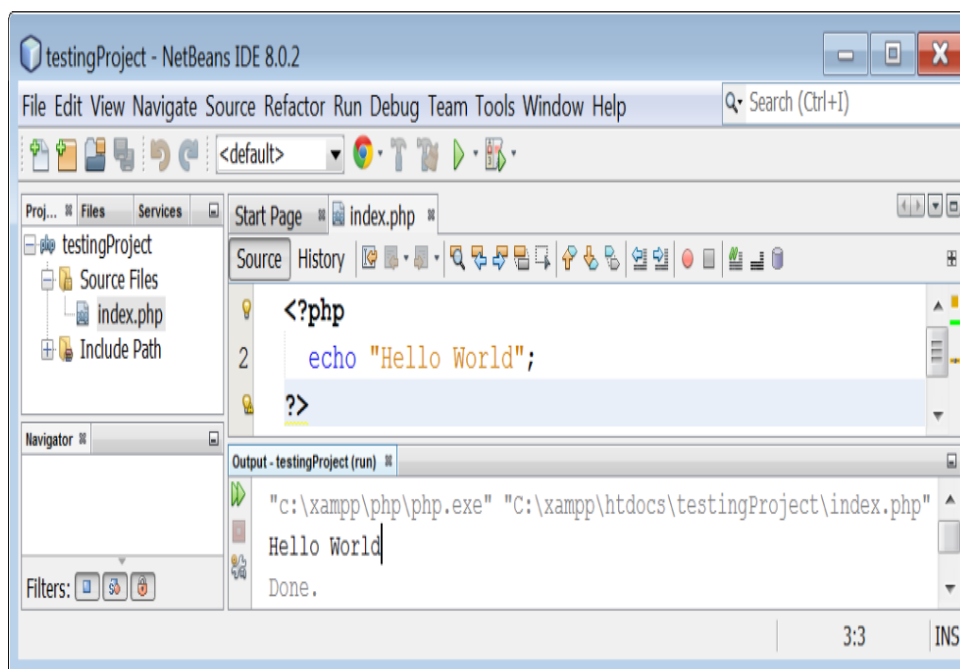 testingProject - NetBeans IDE 8.0.2
File Edit View Navigate Source Refactor Run Debug Team Tools Window Help
Search (Ctrl+I)
<default>
Proj... Files Services
Start Page index.php
testingProject
Source Files
index.php
Include Path
Source History
<?php
2 echo "Hello World";
?>
Navigator
Filters:
Output - testingProject (run)
"c:\xampp\php\php.exe" "C:\xampp\htdocs\testingProject\index.php"
Hello World
Done.
3:3 INS